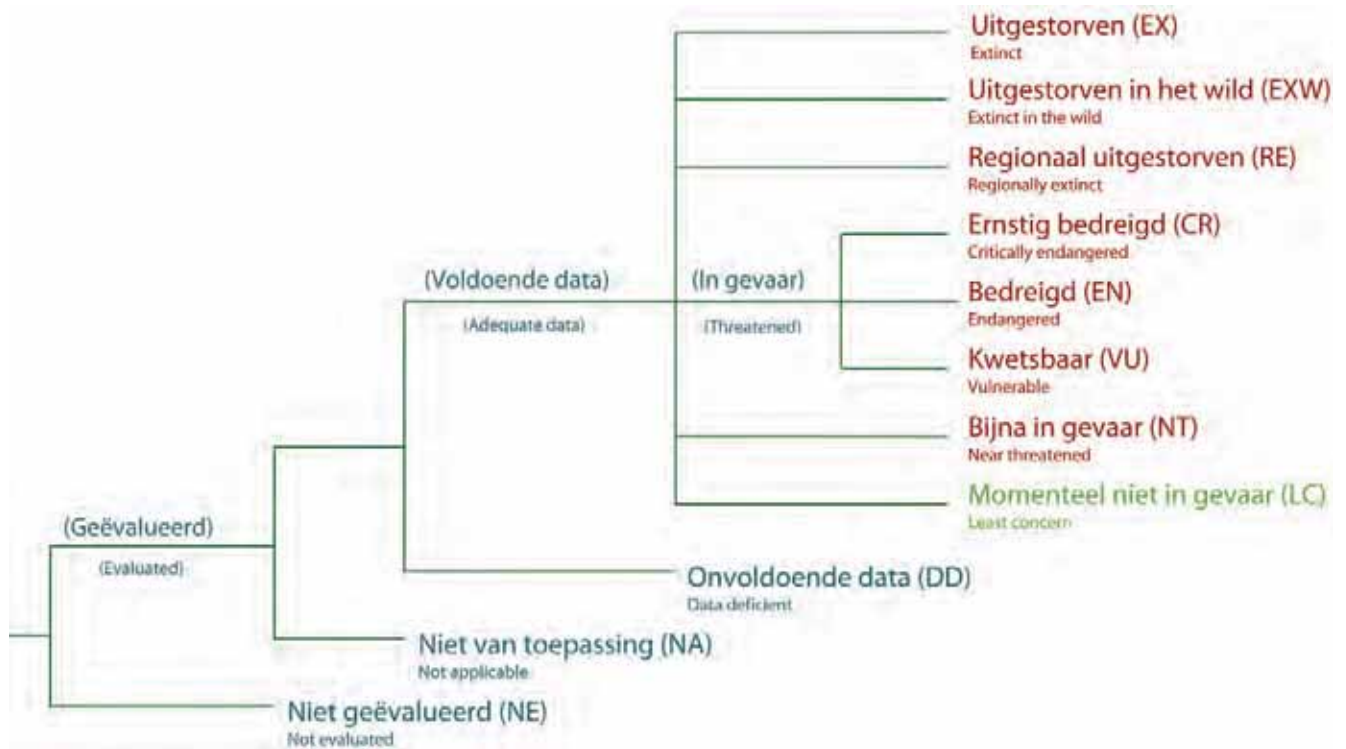 Uitgestorven (EX)
Extinct
Uitgestorven in het wild (EXW)
Extinct in the wild
Regionaal uitgestorven (RE)
Regionally extinct
Ernstig bedreigd (CR)
Critically endangered
(Voldoende data)
(In gevaar)
Bedreigd (EN)
(Adequate data)
(Threatened)
Endangered
Kwetsbaar (VU)
Vulnerable
Bijna in gevaar (NT)
Near threatened
Momenteel niet in gevaar (LC)
Least concern
(Geëvalueerd)
(Evaluated)
Onvoldoende data (DD)
Data deficient
Niet van toepassing (NA)
Not applicable
Niet geëvalueerd (NE)
Not evaluated